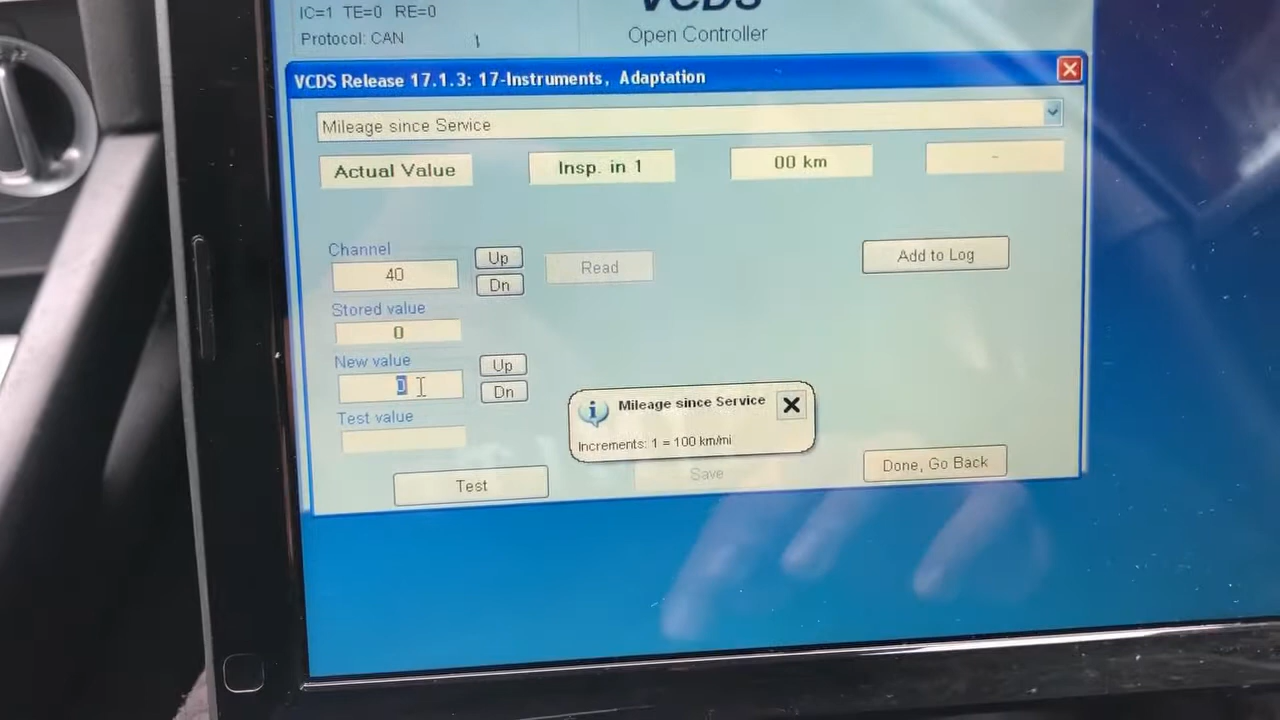 IC=1 TE=0 RE=0
VCDS
Protocol: CAN
Open Controller
VCDS Release 17.1.3: 17-Instruments, Adaptation
Mileage since Service
Actual Value
Insp. in 1
00 km
-
Channel
40
Up
Dn
Read
Add to Log
Stored value
0
New value
0
Up
Dn
Test value
Mileage since Service
Increments: 1 = 100 km/mi
Test
Save
Done, Go Back